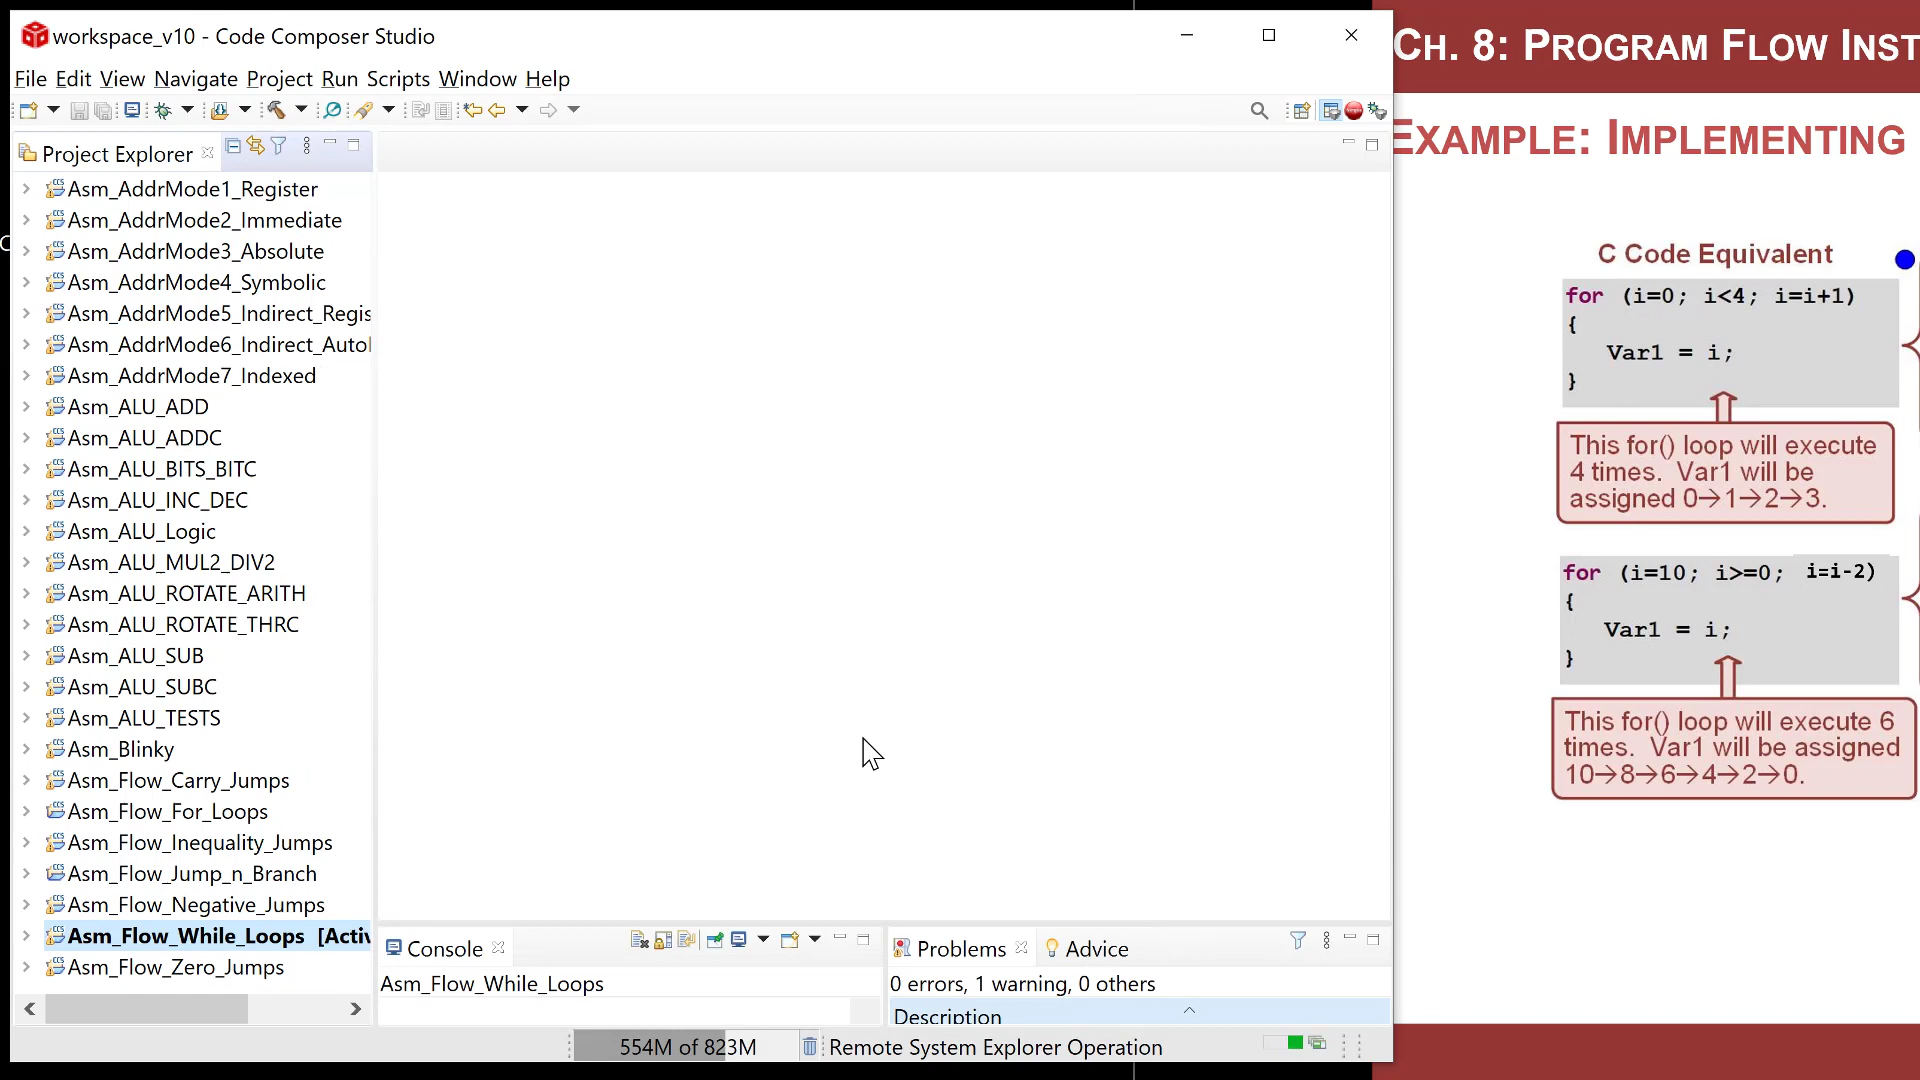 workspace_v10 - Code Composer Studio
File Edit View Navigate Project Run Scripts Window Help
Project Explorer
Asm_AddrMode1_Register
Asm_AddrMode2_Immediate
Asm_AddrMode3_Absolute
Asm_AddrMode4_Symbolic
Asm_AddrMode5_Indirect_Regis
Asm_AddrMode6_Indirect_AutoI
Asm_AddrMode7_Indexed
Asm_ALU_ADD
Asm_ALU_ADDC
Asm_ALU_BITS_BITC
Asm_ALU_INC_DEC
Asm_ALU_Logic
Asm_ALU_MUL2_DIV2
Asm_ALU_ROTATE_ARITH
Asm_ALU_ROTATE_THRC
Asm_ALU_SUB
Asm_ALU_SUBC
Asm_ALU_TESTS
Asm_Blinky
Asm_Flow_Carry_Jumps
Asm_Flow_For_Loops
Asm_Flow_Inequality_Jumps
Asm_Flow_Jump_n_Branch
Asm_Flow_Negative_Jumps
Asm_Flow_While_Loops [Activ
Asm_Flow_Zero_Jumps
Console
Asm_Flow_While_Loops
Problems
Advice
0 errors, 1 warning, 0 others
Description
554M of 823M
Remote System Explorer Operation
CH. 8: PROGRAM FLOW INST
EXAMPLE: IMPLEMENTING
C Code Equivalent
for (i=0; i<4; i=i+1)
{
Var1 = i;
}
This for() loop will execute
4 times. Var1 will be
assigned 0→1→2→3.
for (i=10; i>=0; i=i-2)
{
Var1 = i;
}
This for() loop will execute 6
times. Var1 will be assigned
10→8→6→4→2→0.